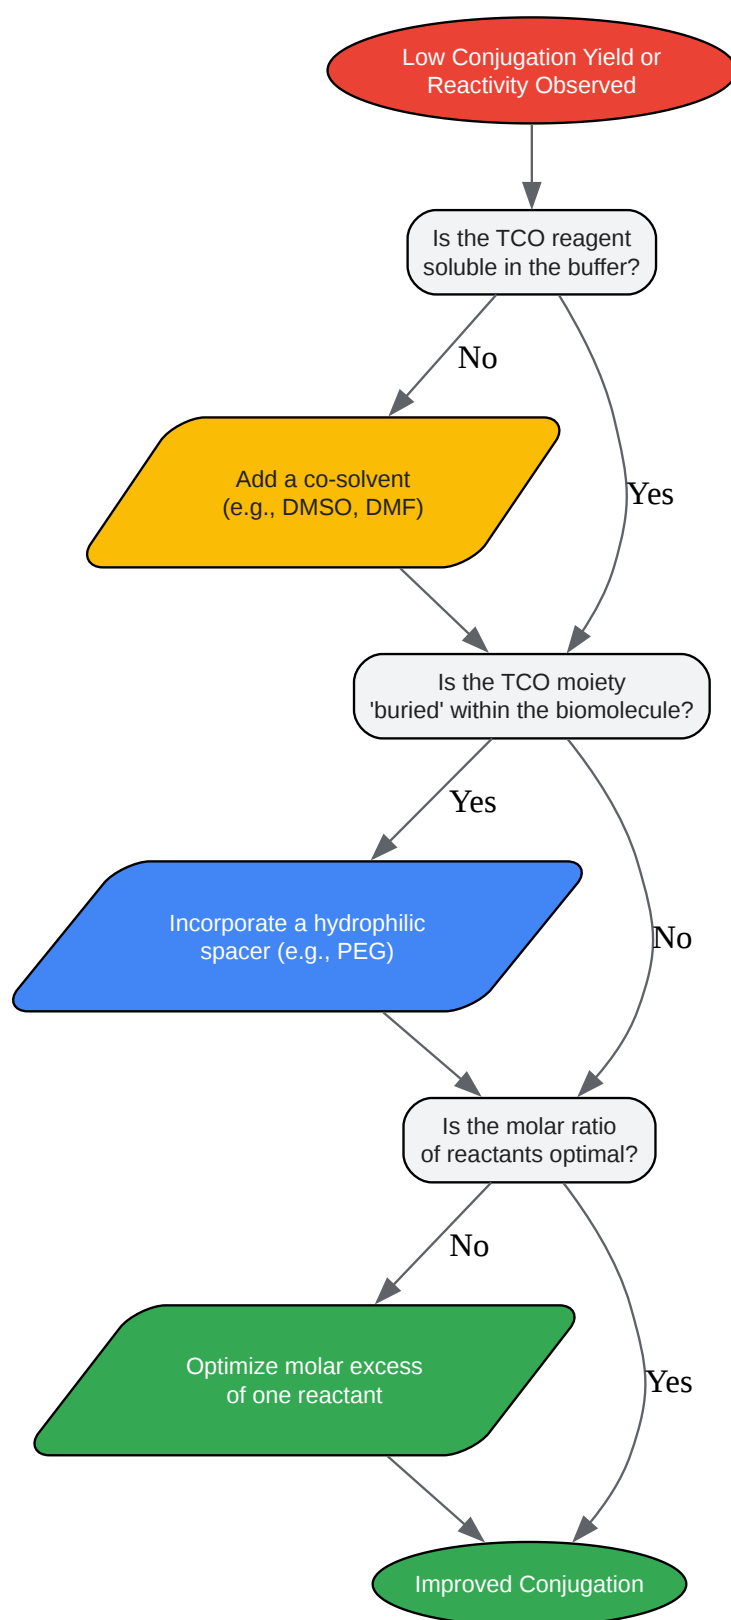 Low Conjugation Yield or
Reactivity Observed
Is the TCO reagent
soluble in the buffer?
No
Add a co-solvent
(e.g., DMSO, DMF)
Yes
Is the TCO moiety
'buried' within the biomolecule?
Yes
Incorporate a hydrophilic
spacer (e.g., PEG)
No
Is the molar ratio
of reactants optimal?
No
Optimize molar excess
of one reactant
Yes
Improved Conjugation